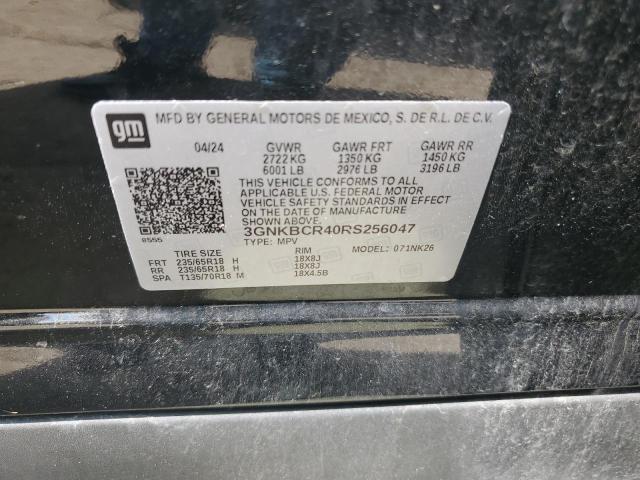 gm
MFD BY GENERAL MOTORS DE MEXICO, S. DE R.L. DE C.V.
04/24 GVWR GAWR FRT GAWR RR
2722 KG 1350 KG 1450 KG
6001 LB 2976 LB 3196 LB
THIS VEHICLE CONFORMS TO ALL
APPLICABLE U.S. FEDERAL MOTOR
VEHICLE SAFETY STANDARDS IN EFFECT
ON THE DATE OF MANUFACTURE
SHOWN ABOVE.
8555 3GNKBCR40RS256047
TYPE: MPV MODEL: 071NK26
TIRE SIZE RIM
FRT 235/65R18 H 18X8J
RR 235/65R18 H 18X8J
SPA T135/70R18 M 18X4.5B